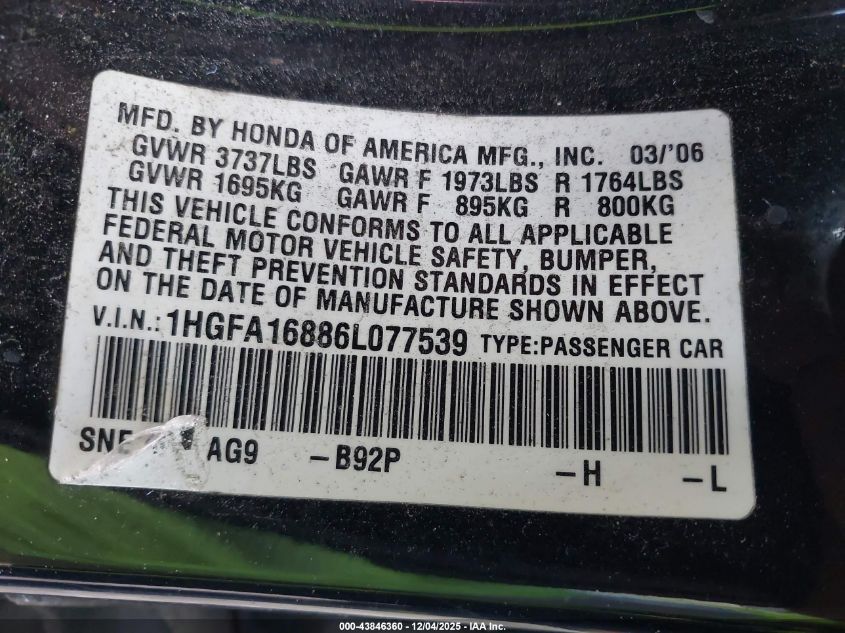 MFD. BY HONDA OF AMERICA MFG., INC. 03/'06
GVWR 3737LBS GAWR F 1973LBS R 1764LBS
GVWR 1695KG GAWR F 895KG R 800KG
THIS VEHICLE CONFORMS TO ALL APPLICABLE
FEDERAL MOTOR VEHICLE SAFETY, BUMPER,
AND THEFT PREVENTION STANDARDS IN EFFECT
ON THE DATE OF MANUFACTURE SHOWN ABOVE.
V.I.N.: 1HGFA16886L077539 TYPE:PASSENGER CAR
AG9 -B92P -H -L
000-43846360 - 12/04/2025 - IAAI.COM